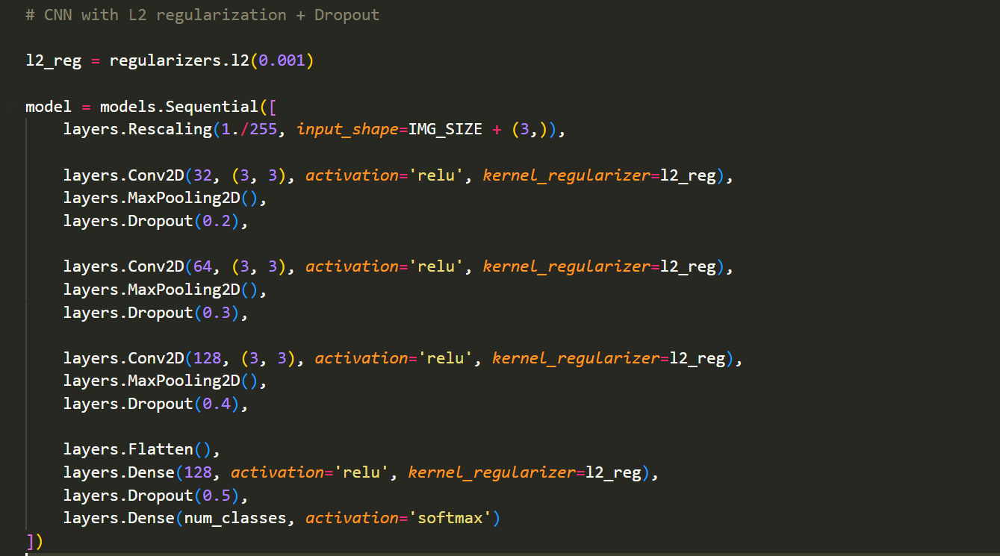 # CNN with L2 regularization + Dropout
l2_reg = regularizers.l2(0.001)
model = models.Sequential([
layers.Rescaling(1./255, input_shape=IMG_SIZE + (3,)),
layers.Conv2D(32, (3, 3), activation='relu', kernel_regularizer=l2_reg),
layers.MaxPooling2D(),
layers.Dropout(0.2),
layers.Conv2D(64, (3, 3), activation='relu', kernel_regularizer=l2_reg),
layers.MaxPooling2D(),
layers.Dropout(0.3),
layers.Conv2D(128, (3, 3), activation='relu', kernel_regularizer=l2_reg),
layers.MaxPooling2D(),
layers.Dropout(0.4),
layers.Flatten(),
layers.Dense(128, activation='relu', kernel_regularizer=l2_reg),
layers.Dropout(0.5),
layers.Dense(num_classes, activation='softmax')
])